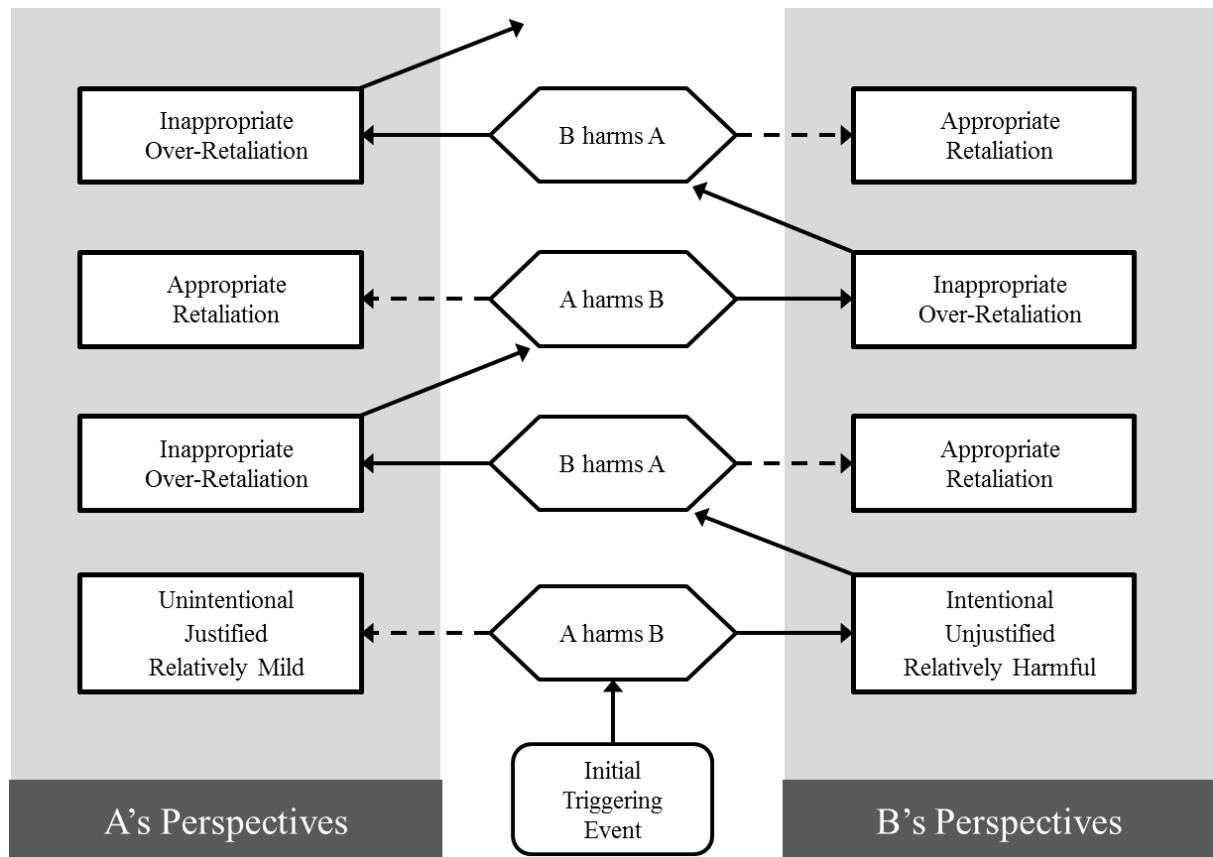 Inappropriate
Over-Retaliation
B harms A
Appropriate
Retaliation
Appropriate
Retaliation
A harms B
Inappropriate
Over-Retaliation
Inappropriate
Over-Retaliation
B harms A
Appropriate
Retaliation
Unintentional
Justified
Relatively Mild
A harms B
Intentional
Unjustified
Relatively Harmful
Initial
Triggering
Event
A's Perspectives
B's Perspectives